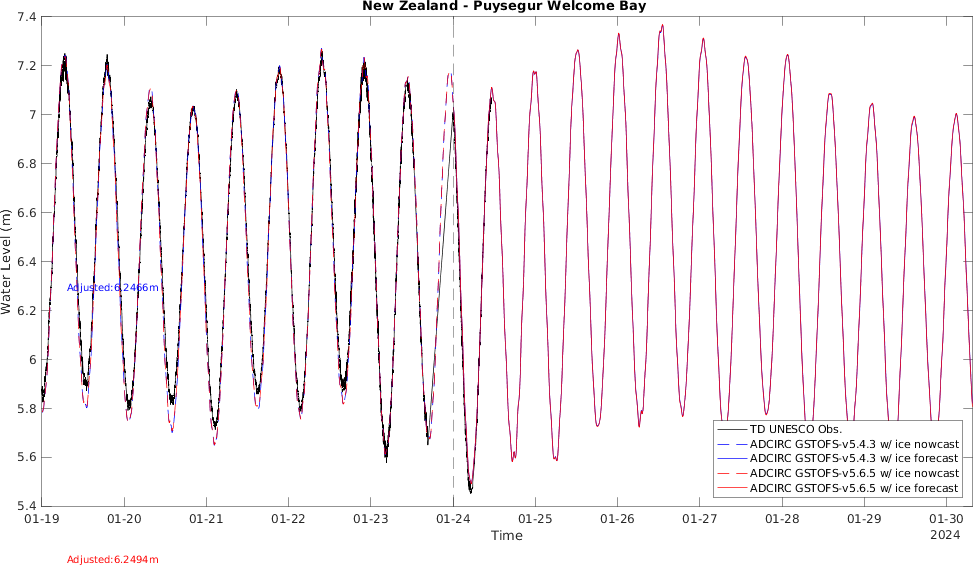 New Zealand - Puysegur Welcome Bay
7.4
7.2
7
6.8
6.6
6.4
6.2
6
5.8
5.6
5.4
Water Level (m)
Adjusted:6.2466m
TD UNESCO Obs.
ADCIRC GSTOFS-v5.4.3 w/ ice nowcast
ADCIRC GSTOFS-v5.4.3 w/ ice forecast
ADCIRC GSTOFS-v5.6.5 w/ ice nowcast
ADCIRC GSTOFS-v5.6.5 w/ ice forecast
01-19 01-20 01-21 01-22 01-23 01-24 01-25 01-26 01-27 01-28 01-29 01-30
Time
2024
Adjusted:6.2494m